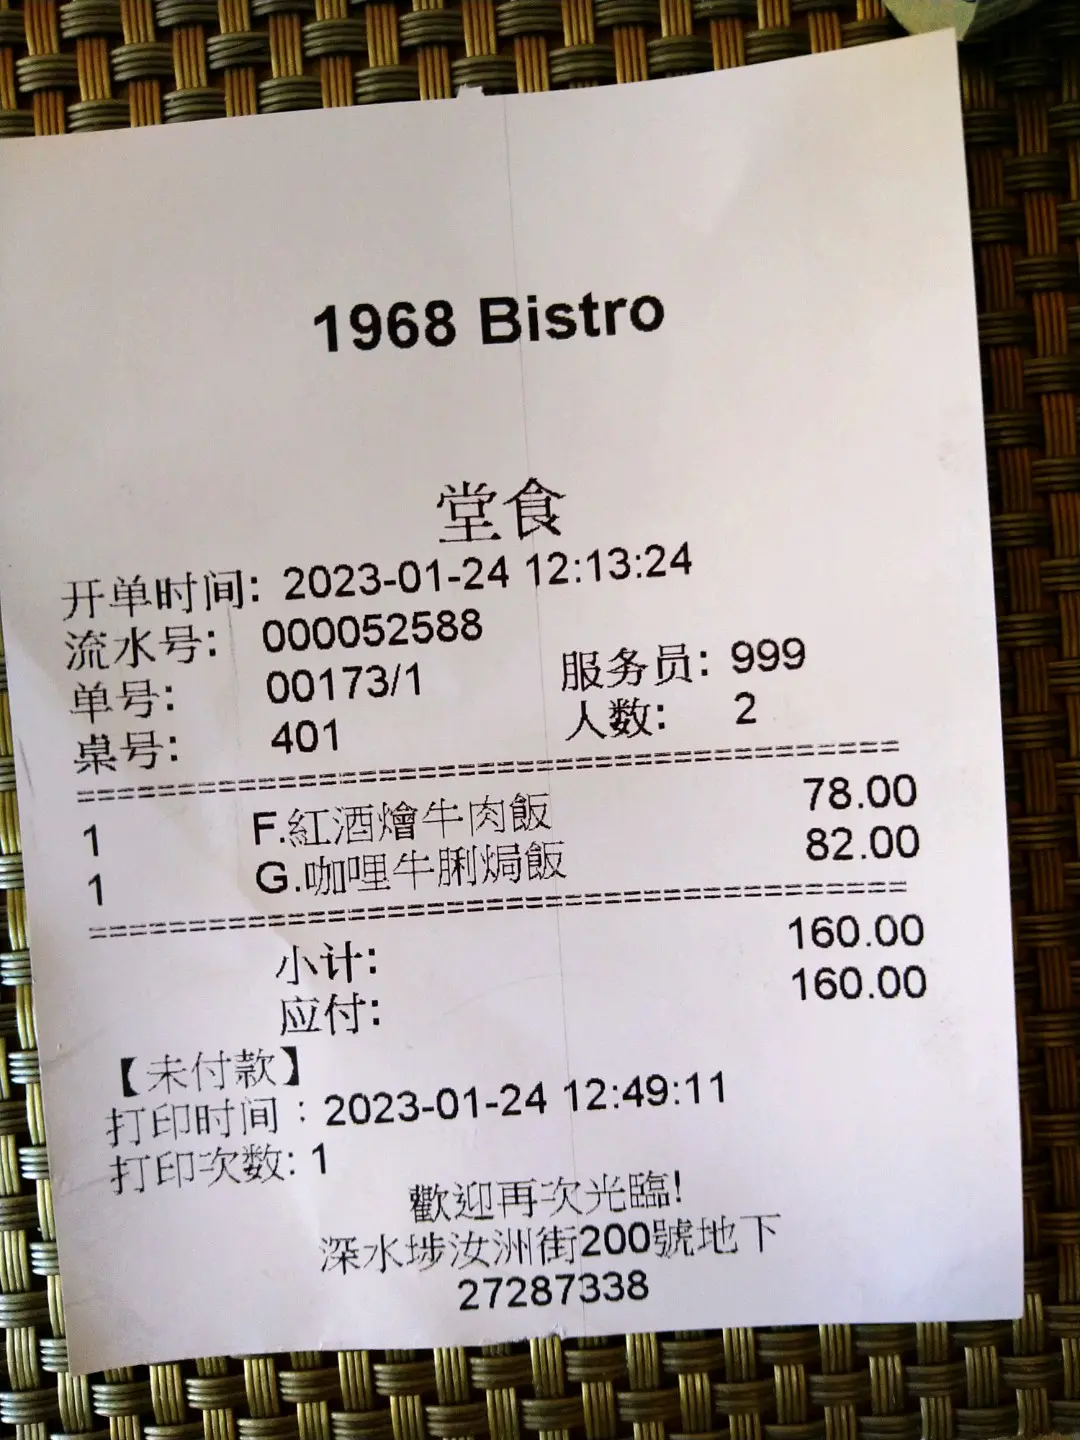 1968 Bistro
堂食
开单时间: 2023-01-24 12:13:24
流水号: 000052588
单号: 00173/1 服务员: 999
桌号: 401 人数: 2
1 F.紅酒燴牛肉飯 78.00
1 G.咖哩牛脷焗飯 82.00
小计: 160.00
应付: 160.00
【未付款】
打印时间：2023-01-24 12:49:11
打印次数: 1
歡迎再次光臨!
深水埗汝洲街200號地下
27287338